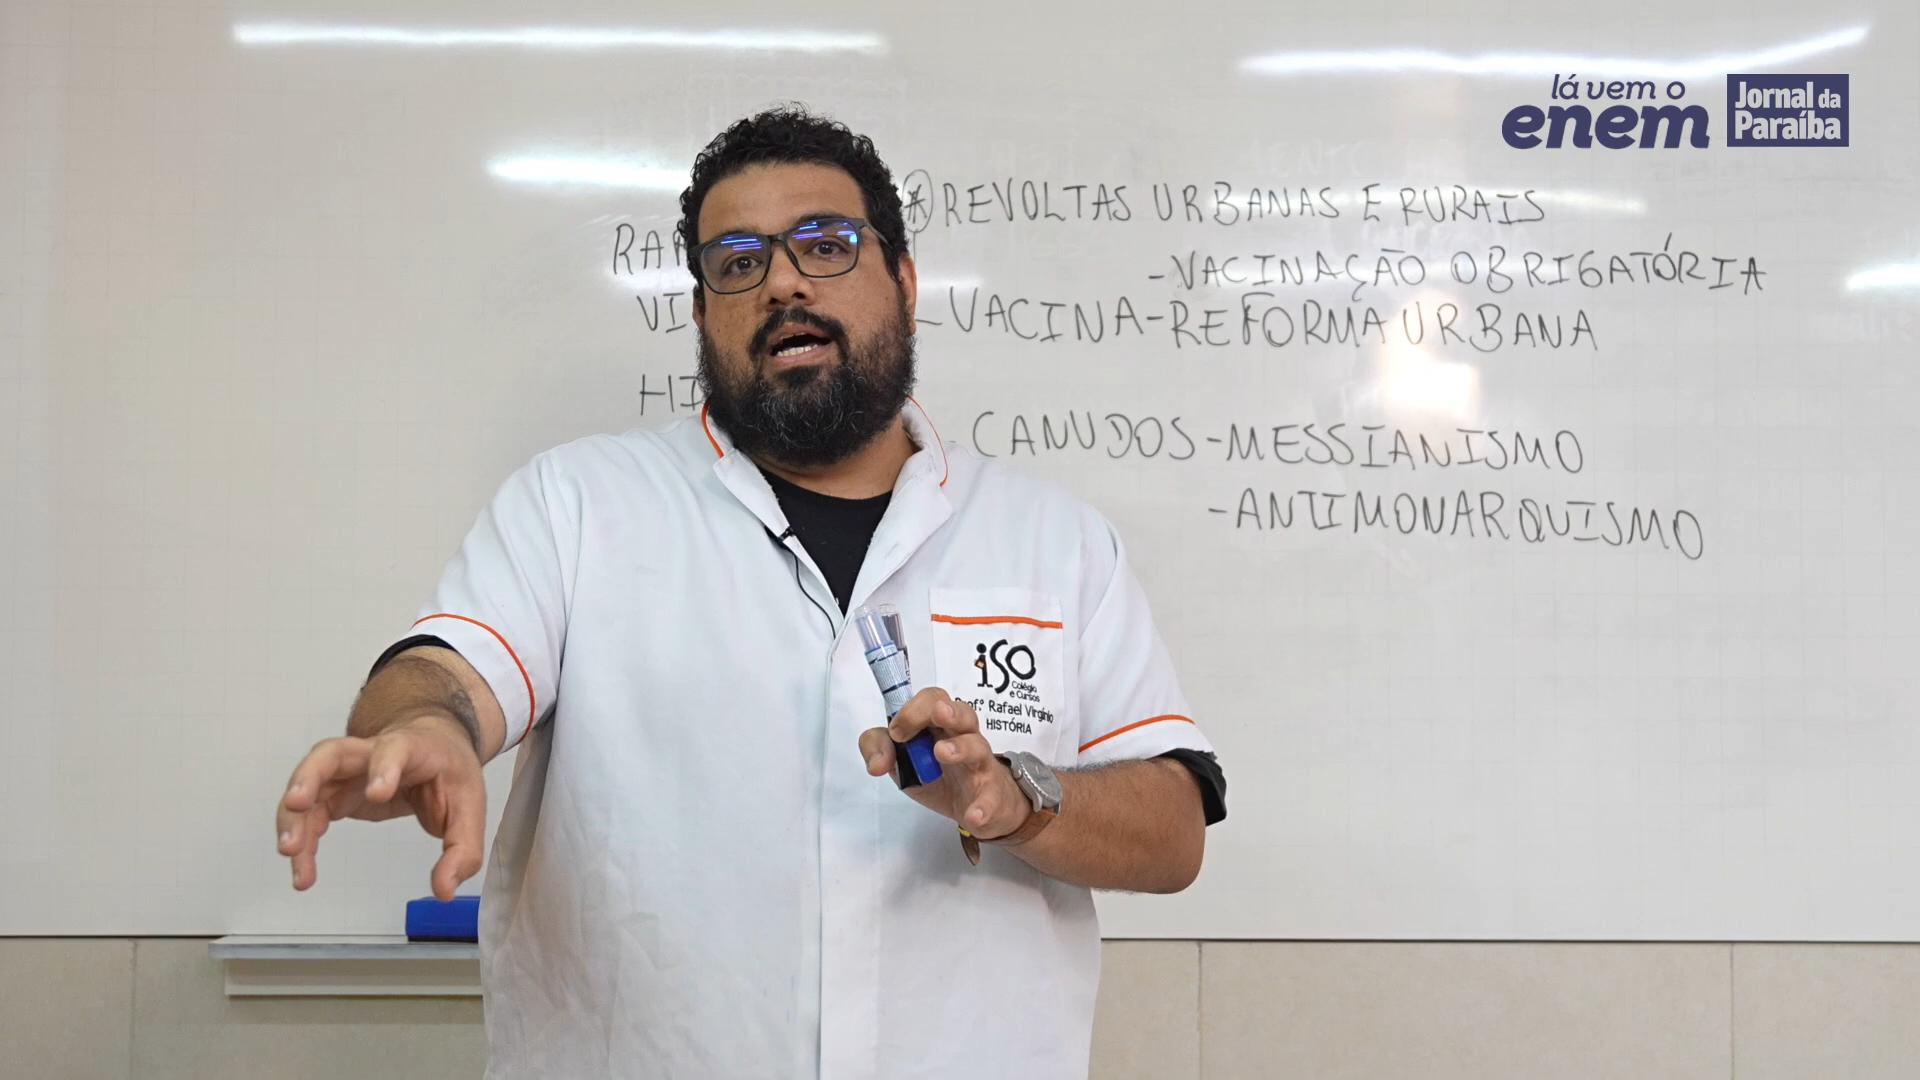 lá vem o
enem
Jornal da
Paraíba
* REVOLTAS URBANAS E RURAIS
-VACINAÇÃO OBRIGATÓRIA
-VACINA-REFORMA URBANA
-CANUDOS-MESSIANISMO
-ANTIMONARQUISMO
iso
Colégio
e Cursos
Prof.º Rafael Virgínio
HISTÓRIA